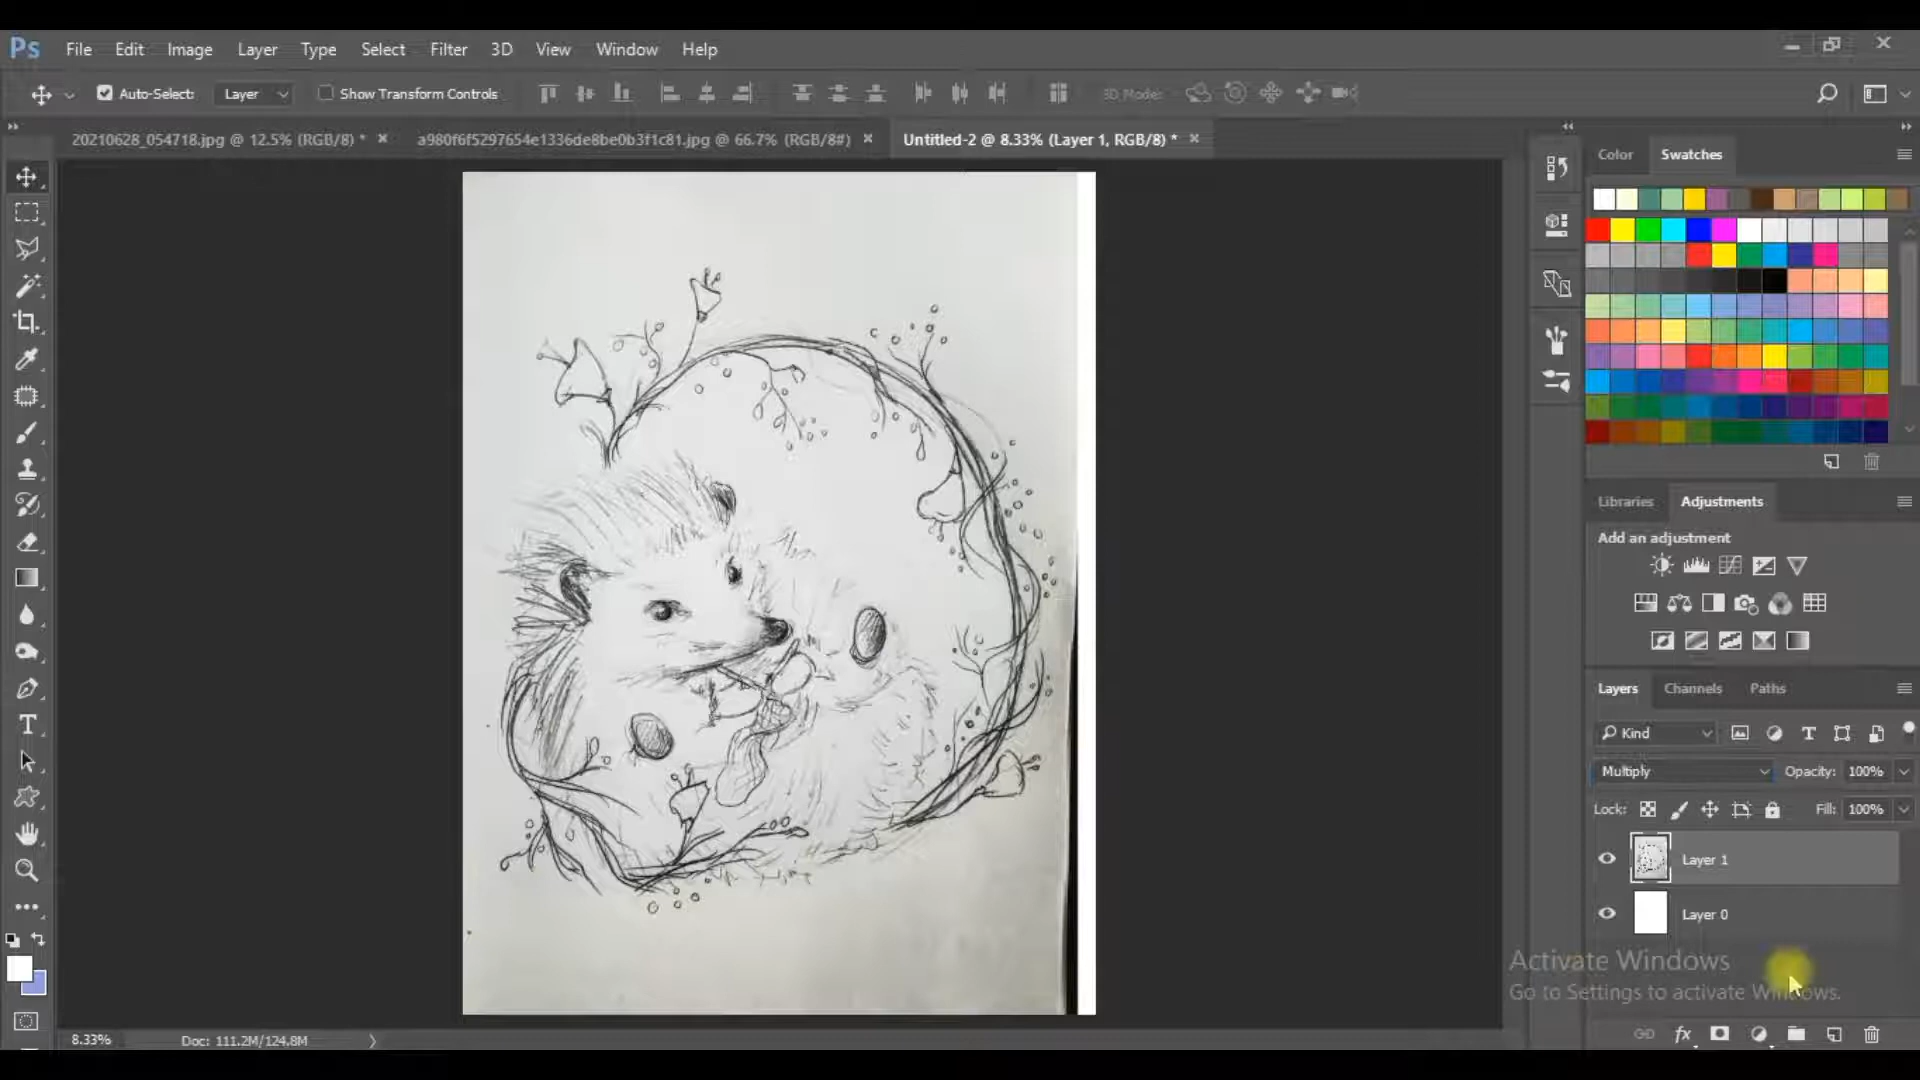 Ps File Edit Image Layer Type Select Filter 3D View Window Help
Auto-Select: Layer Show Transform Controls 3D Mode:
20210628_054718.jpg @ 12.5% (RGB/8) * a980f6f5297654e1336de8be0b3f1c81.jpg @ 66.7% (RGB/8#) Untitled-2 @ 8.33% (Layer 1, RGB/8) *
Color Swatches
Libraries Adjustments
Add an adjustment
Layers Channels Paths
Kind
Multiply Opacity: 100%
Lock: Fill: 100%
Layer 1
Layer 0
Activate Windows
Go to Settings to activate Windows.
8.33% Doc: 111.2M/124.8M